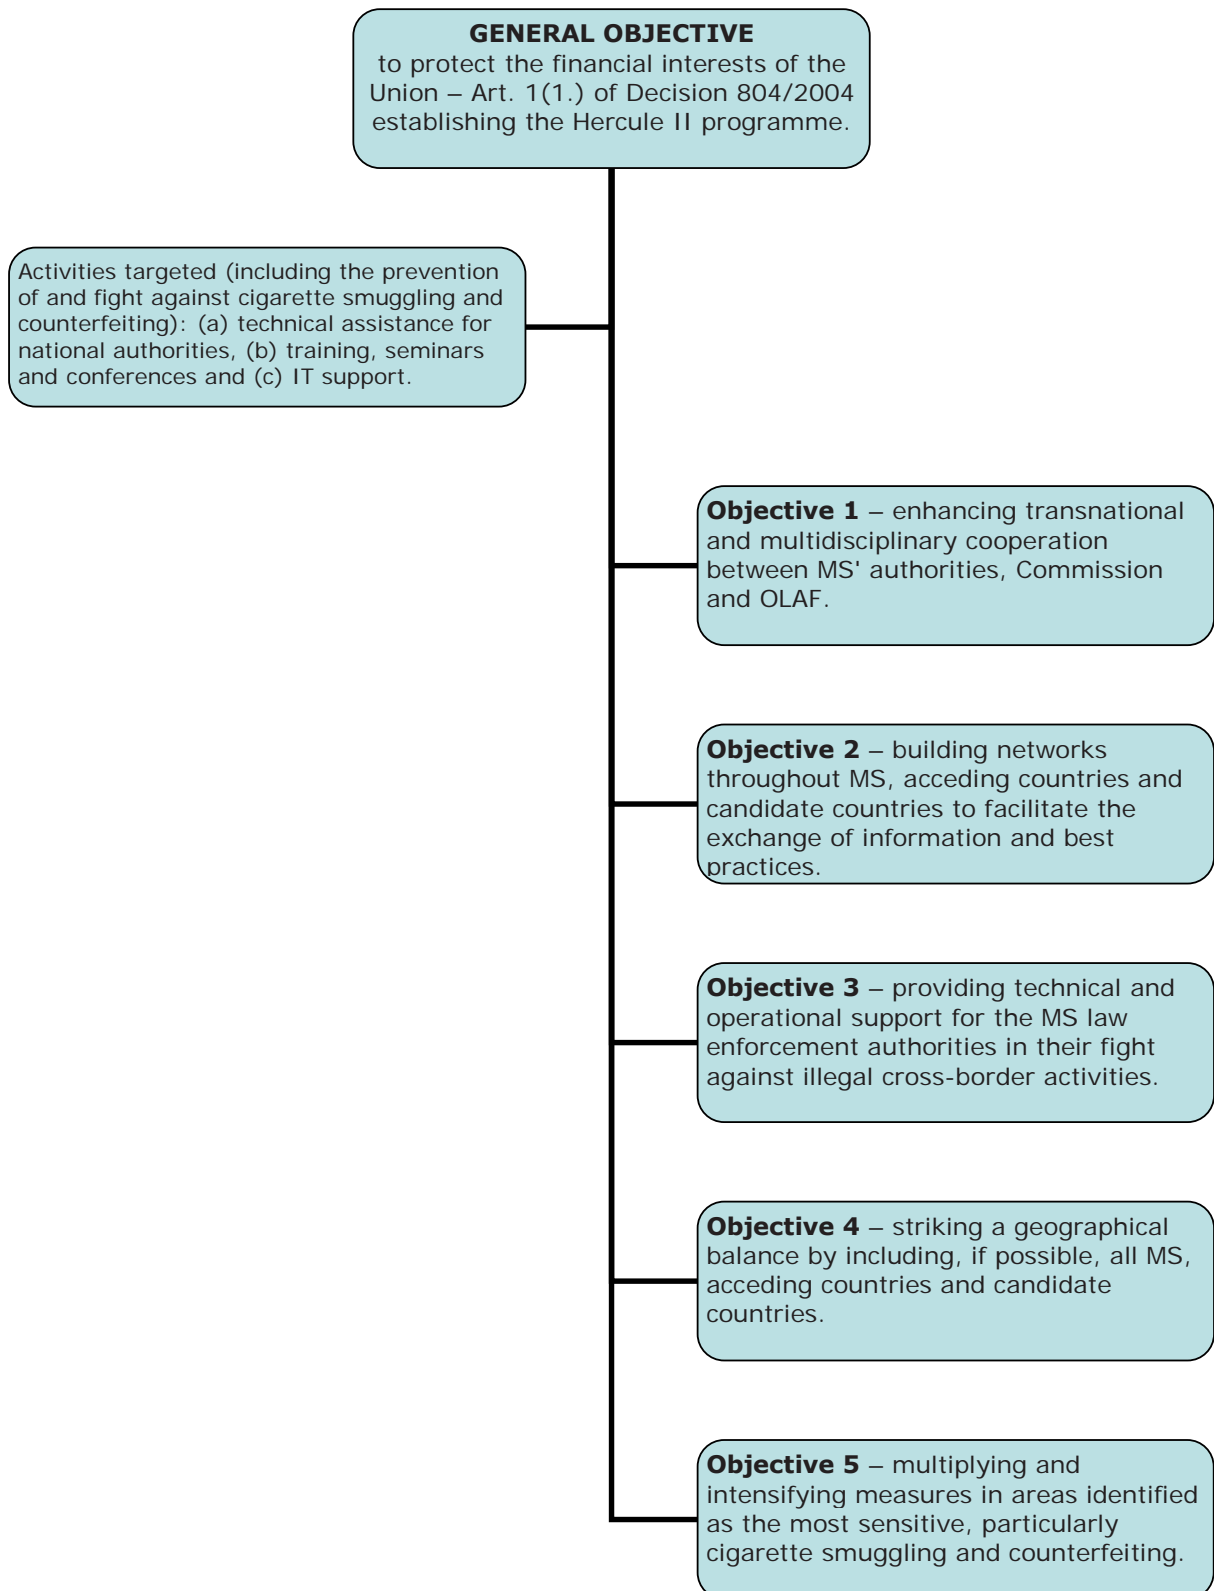 GENERAL OBJECTIVE
to protect the financial interests of the
Union – Art. 1(1.) of Decision 804/2004
establishing the Hercule II programme.
Activities targeted (including the prevention
of and fight against cigarette smuggling and
counterfeiting): (a) technical assistance for
national authorities, (b) training, seminars
and conferences and (c) IT support.
Objective 1 – enhancing transnational
and multidisciplinary cooperation
between MS' authorities, Commission
and OLAF.
Objective 2 – building networks
throughout MS, acceding countries and
candidate countries to facilitate the
exchange of information and best
practices.
Objective 3 – providing technical and
operational support for the MS law
enforcement authorities in their fight
against illegal cross-border activities.
Objective 4 – striking a geographical
balance by including, if possible, all MS,
acceding countries and candidate
countries.
Objective 5 – multiplying and
intensifying measures in areas identified
as the most sensitive, particularly
cigarette smuggling and counterfeiting.